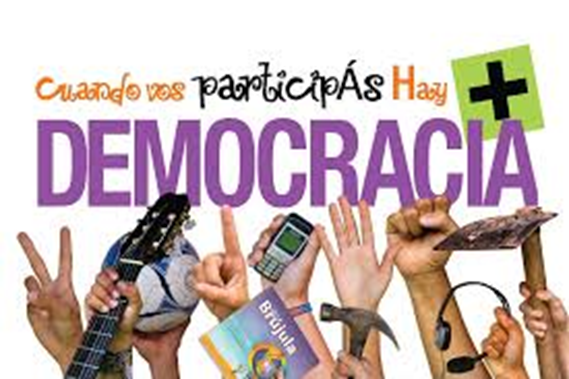 Cuando vos participÁs Hay +
DEMOCRACIA
Brújula